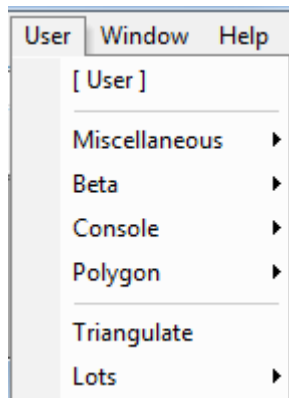 User Window Help
[ User ]
Miscellaneous
Beta
Console
Polygon
Triangulate
Lots